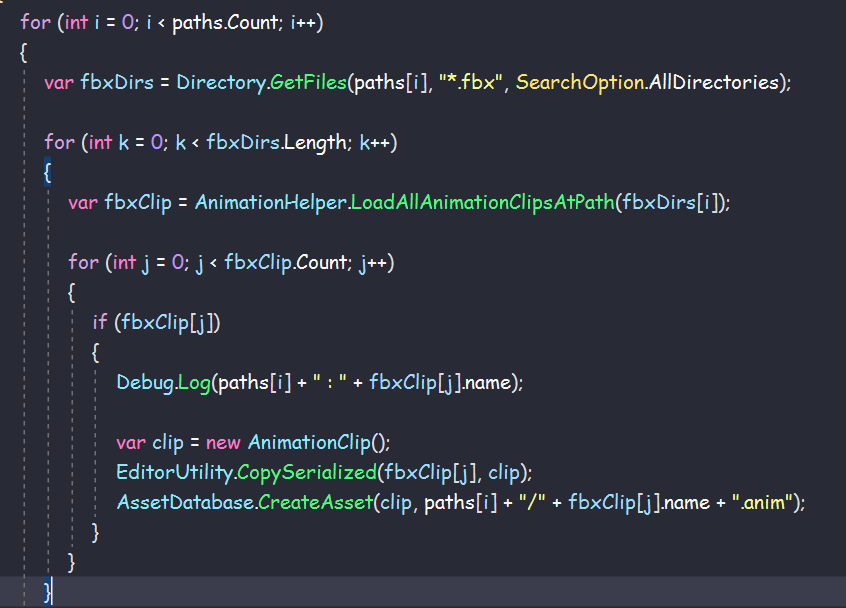 for (int i = 0; i < paths.Count; i++)
{
var fbxDirs = Directory.GetFiles(paths[i], "*.fbx", SearchOption.AllDirectories);
for (int k = 0; k < fbxDirs.Length; k++)
{
var fbxClip = AnimationHelper.LoadAllAnimationClipsAtPath(fbxDirs[i]);
for (int j = 0; j < fbxClip.Count; j++)
{
if (fbxClip[j])
{
Debug.Log(paths[i] + " : " + fbxClip[j].name);
var clip = new AnimationClip();
EditorUtility.CopySerialized(fbxClip[j], clip);
AssetDatabase.CreateAsset(clip, paths[i] + "/" + fbxClip[j].name + ".anim");
}
}
}